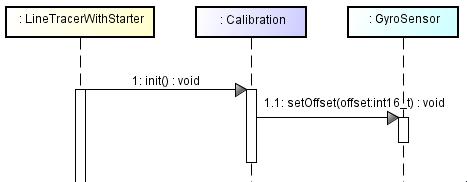 : LineTracerWithStarter
: Calibration
: GyroSensor
1: init() : void
1.1: setOffset(offset:int16_t) : void